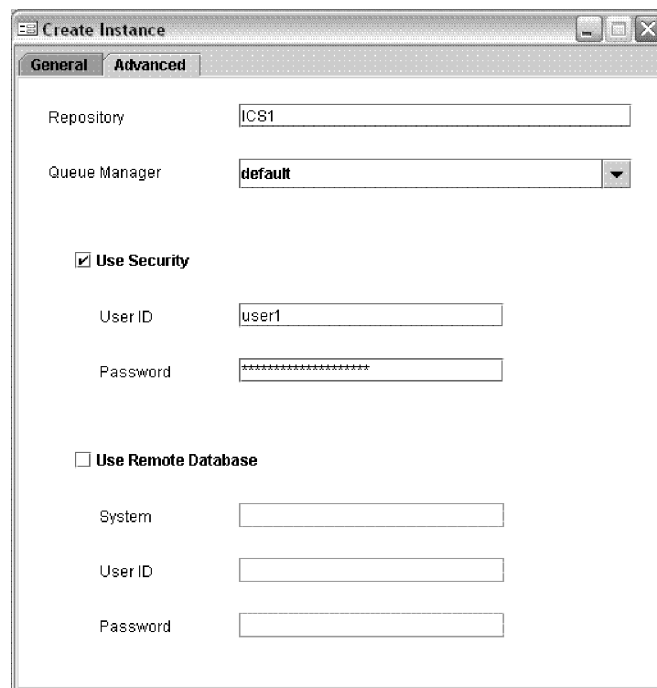 Create Instance
General Advanced
Repository ICS1
Queue Manager default
Use Security
User ID user1
Password ********************
Use Remote Database
System
User ID
Password